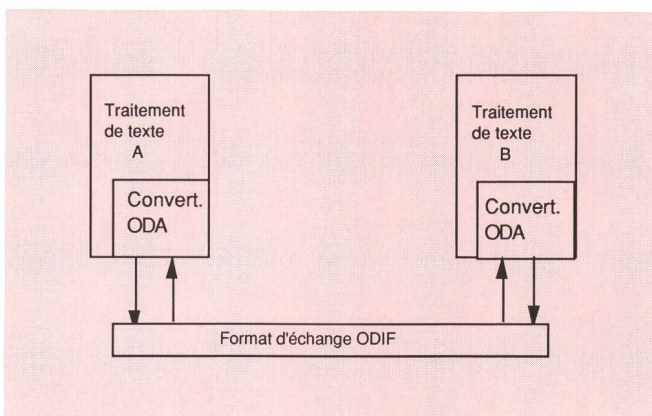 Traitement
de texte
A
Convert.
ODA
Traitement
de texte
B
Convert.
ODA
Format d'échange ODIF